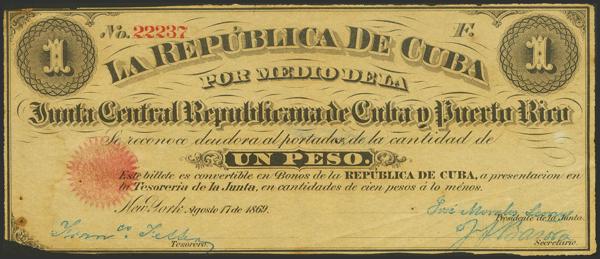 No. 22237 F.
1 LA REPÚBLICA DE CUBA 1
POR MEDIO DE LA
Junta Central Republicana de Cuba y Puerto Rico
Se reconoce deudora al portador, de la cantidad de
UN PESO.
Este billete es convertible en Bonos de la REPÚBLICA DE CUBA, a presentacion en
la Tesorería de la Junta, en cantidades de cien pesos á lo ménos.
New York Agosto 17 de 1869.
José Morales
Presidente de la Junta.
Tesorero.
Secretario.